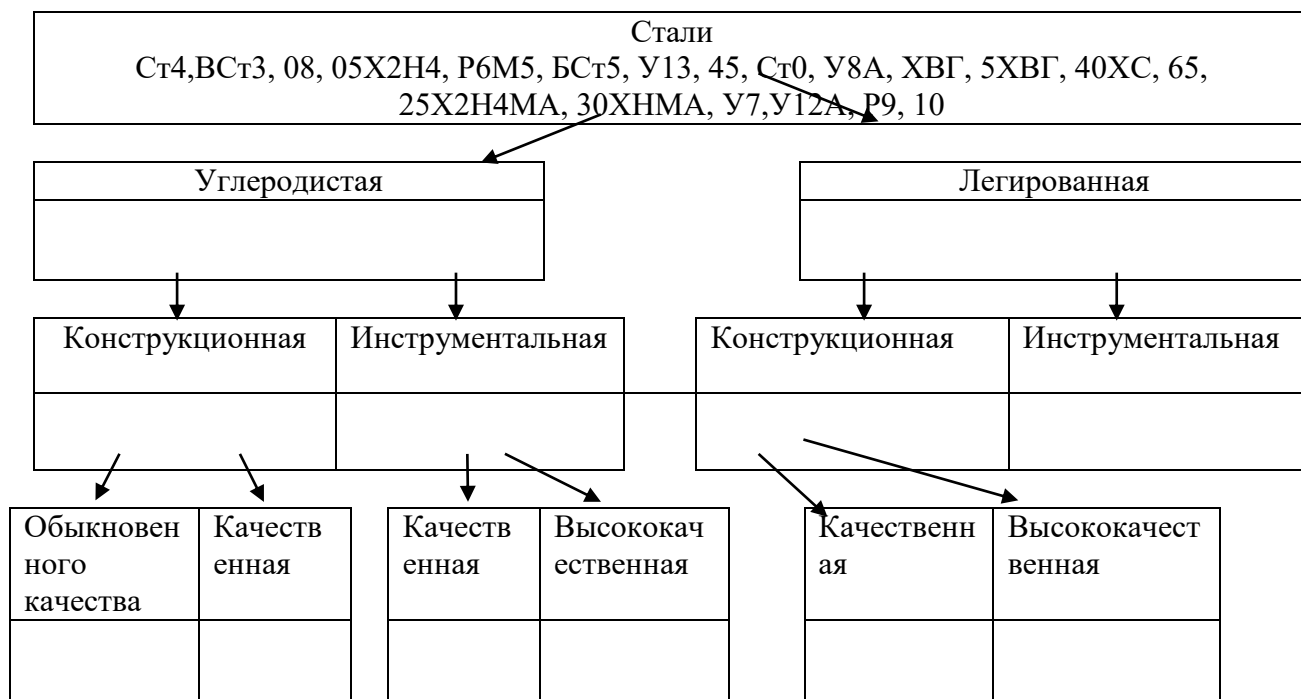 Стали
Ст4,ВСт3, 08, 05Х2Н4, Р6М5, БСт5, У13, 45, Ст0, У8А, ХВГ, 5ХВГ, 40ХС, 65,
25Х2Н4МА, 30ХНМА, У7,У12А, Р9, 10
Углеродистая
Легированная
Конструкционная
Инструментальная
Конструкционная
Инструментальная
Обыкновен
ного
качества
Качеств
енная
Качеств
енная
Высококач
ественная
Качественн
ая
Высококачест
венная